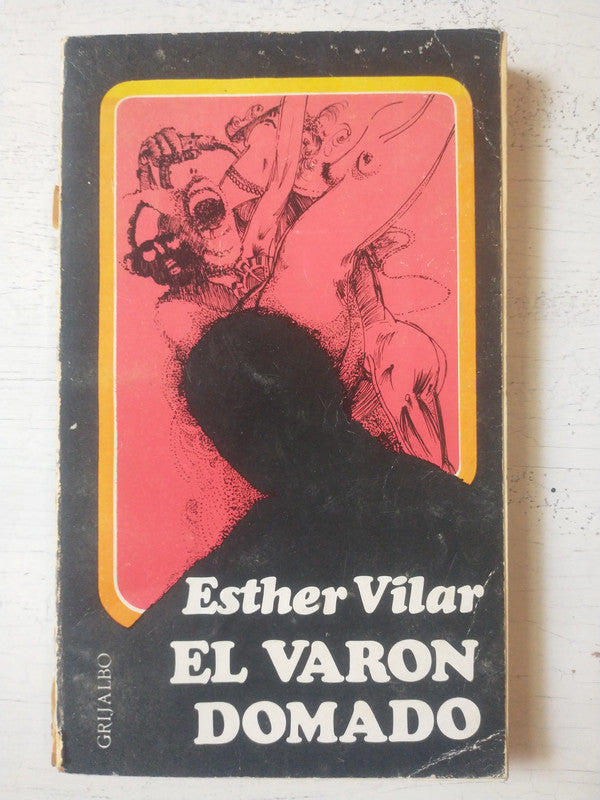 Esther Vilar
EL VARON
DOMADO
GRIJALBO